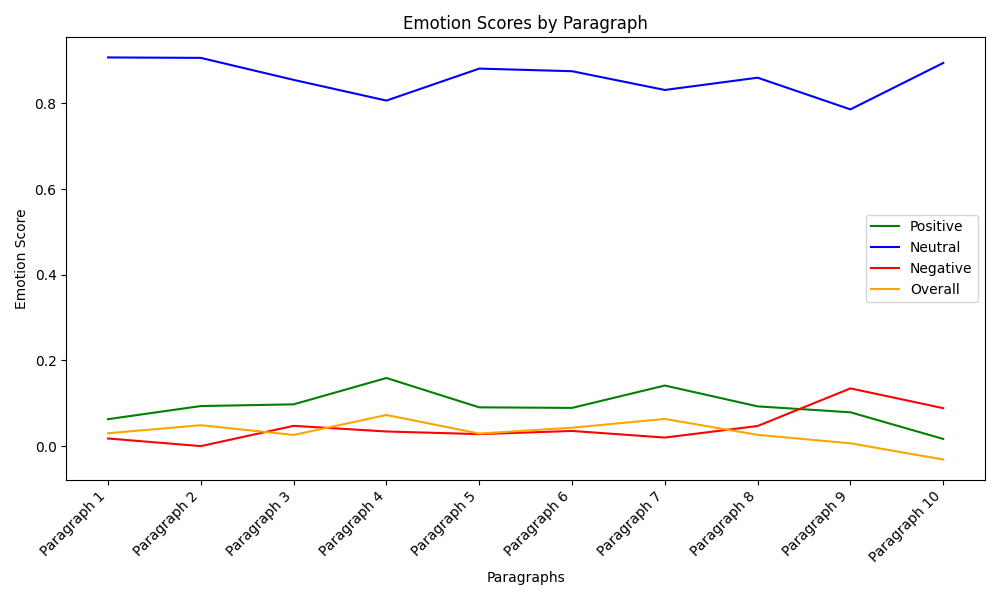 Emotion Scores by Paragraph
Emotion Score
0.8
0.6
0.4
0.2
0.0
Positive
Neutral
Negative
Overall
Paragraph 1
Paragraph 2
Paragraph 3
Paragraph 4
Paragraph 5
Paragraph 6
Paragraph 7
Paragraph 8
Paragraph 9
Paragraph 10
Paragraphs